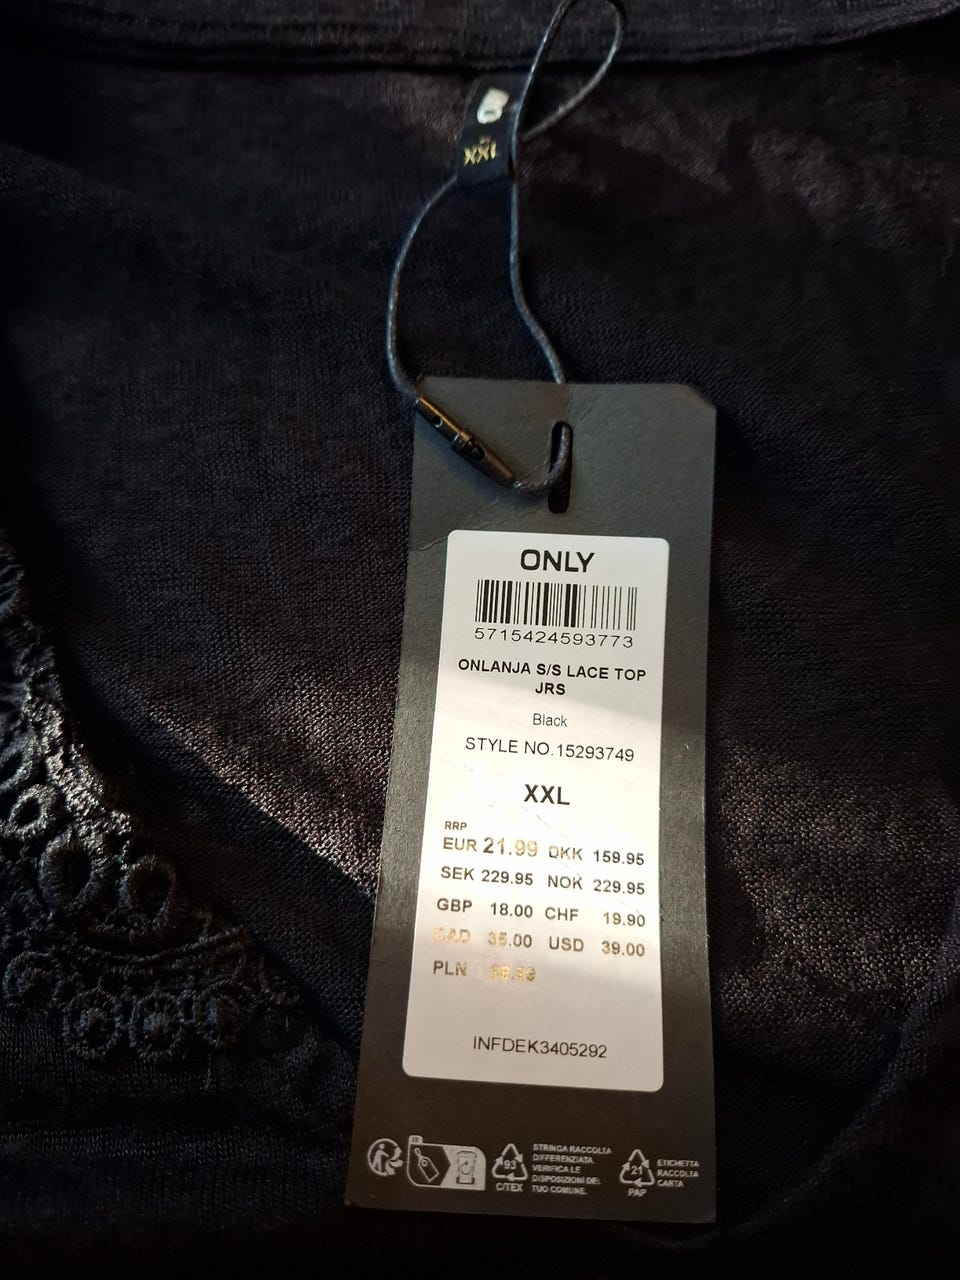 XXL
ONLY
5715424593773
ONLANJA S/S LACE TOP
JRS
Black
STYLE NO.15293749
XXL
RRP
EUR 21.99 DKK 159.95
SEK 229.95 NOK 229.95
GBP 18.00 CHF 19.90
CAD 35.00 USD 39.00
PLN
INFDEK3405292
FR
93
C/TEX
STRINGA RACCOLTA
DIFFERENZIATA.
VERIFICA LE
DISPOSIZIONI DEL
TUO COMUNE.
21
PAP
ETICHETTA
RACCOLTA
CARTA